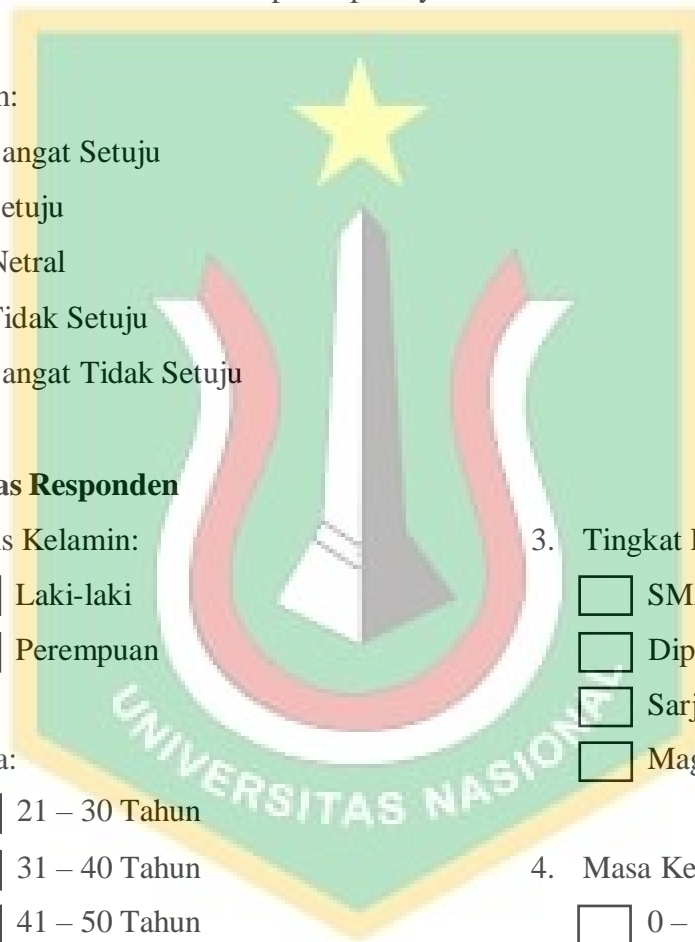 n:
angat Setuju
etuju
Netral
Tidak Setuju
angat Tidak Setuju
as Responden
s Kelamin:
Laki-laki
Perempuan
a:
21 – 30 Tahun
31 – 40 Tahun
41 – 50 Tahun
3. Tingkat
SM
Dip
Sarj
Mag
4. Masa Ke
0 –
UNIVERSITAS NASIONAL